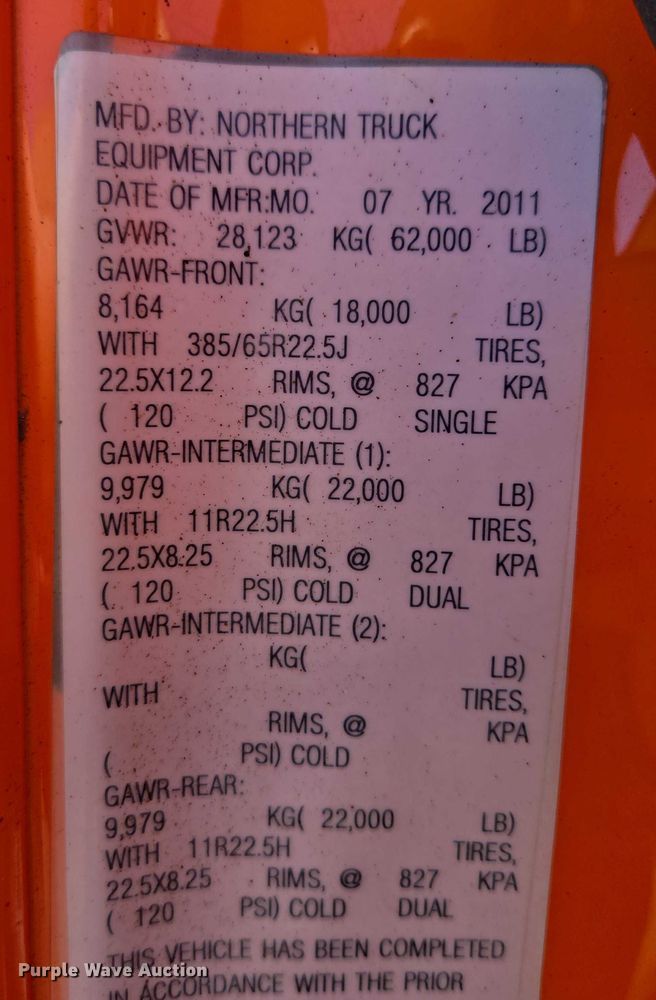 MFD. BY: NORTHERN TRUCK
EQUIPMENT CORP.
DATE OF MFR:MO. 07 YR. 2011
GVWR: 28,123 KG( 62,000 LB)
GAWR-FRONT:
8,164 KG( 18,000 LB)
WITH 385/65R22.5J TIRES,
22.5X12.2 RIMS, @ 827 KPA
( 120 PSI) COLD SINGLE
GAWR-INTERMEDIATE (1):
9,979 KG( 22,000 LB)
WITH 11R22.5H TIRES,
22.5X8.25 RIMS, @ 827 KPA
( 120 PSI) COLD DUAL
GAWR-INTERMEDIATE (2):
KG( LB)
WITH TIRES,
RIMS, @ KPA
( PSI) COLD
GAWR-REAR:
9,979 KG( 22,000 LB)
WITH 11R22.5H TIRES,
22.5X8.25 RIMS, @ 827 KPA
( 120 PSI) COLD DUAL
THIS VEHICLE HAS BEEN COMPLETED
IN ACCORDANCE WITH THE PRIOR
Purple Wave Auction